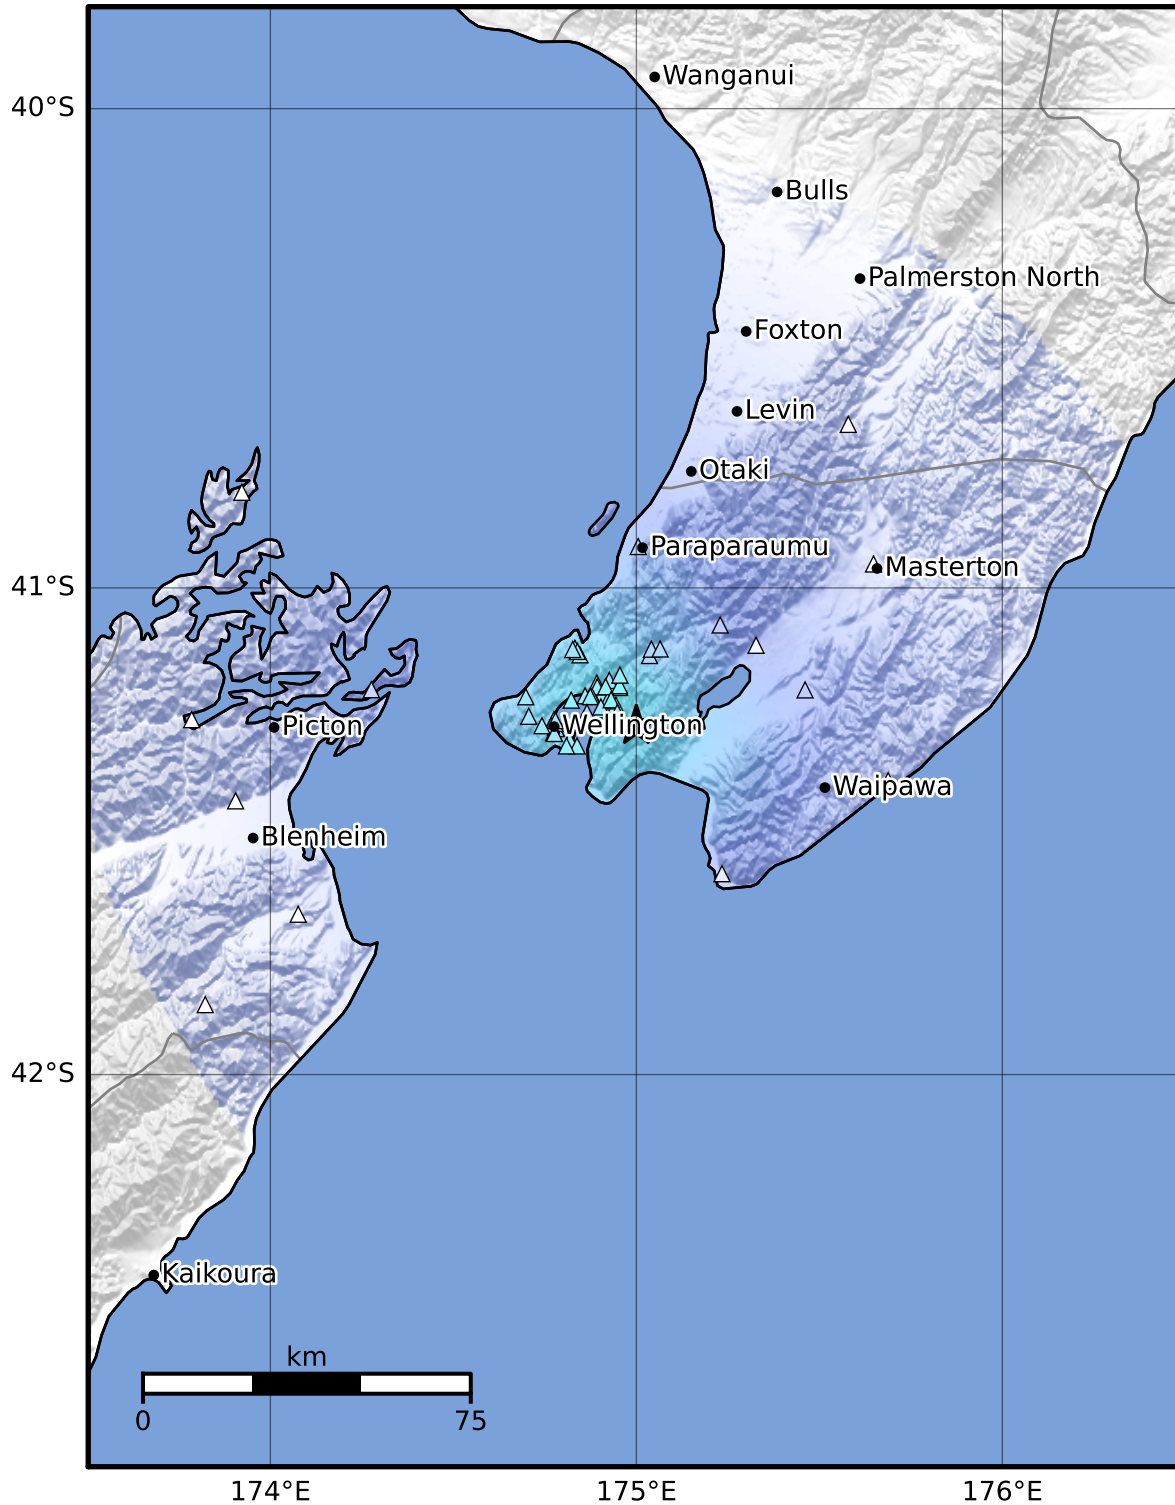 Wanganui
40°S
Bulls
Palmerston North
Foxton
Levin
Otaki
Paraparaumu
Masterton
41°S
Picton
Wellington
Waipawa
Blenheim
42°S
Kaikoura
km
0
75
174°E
175°E
176°E